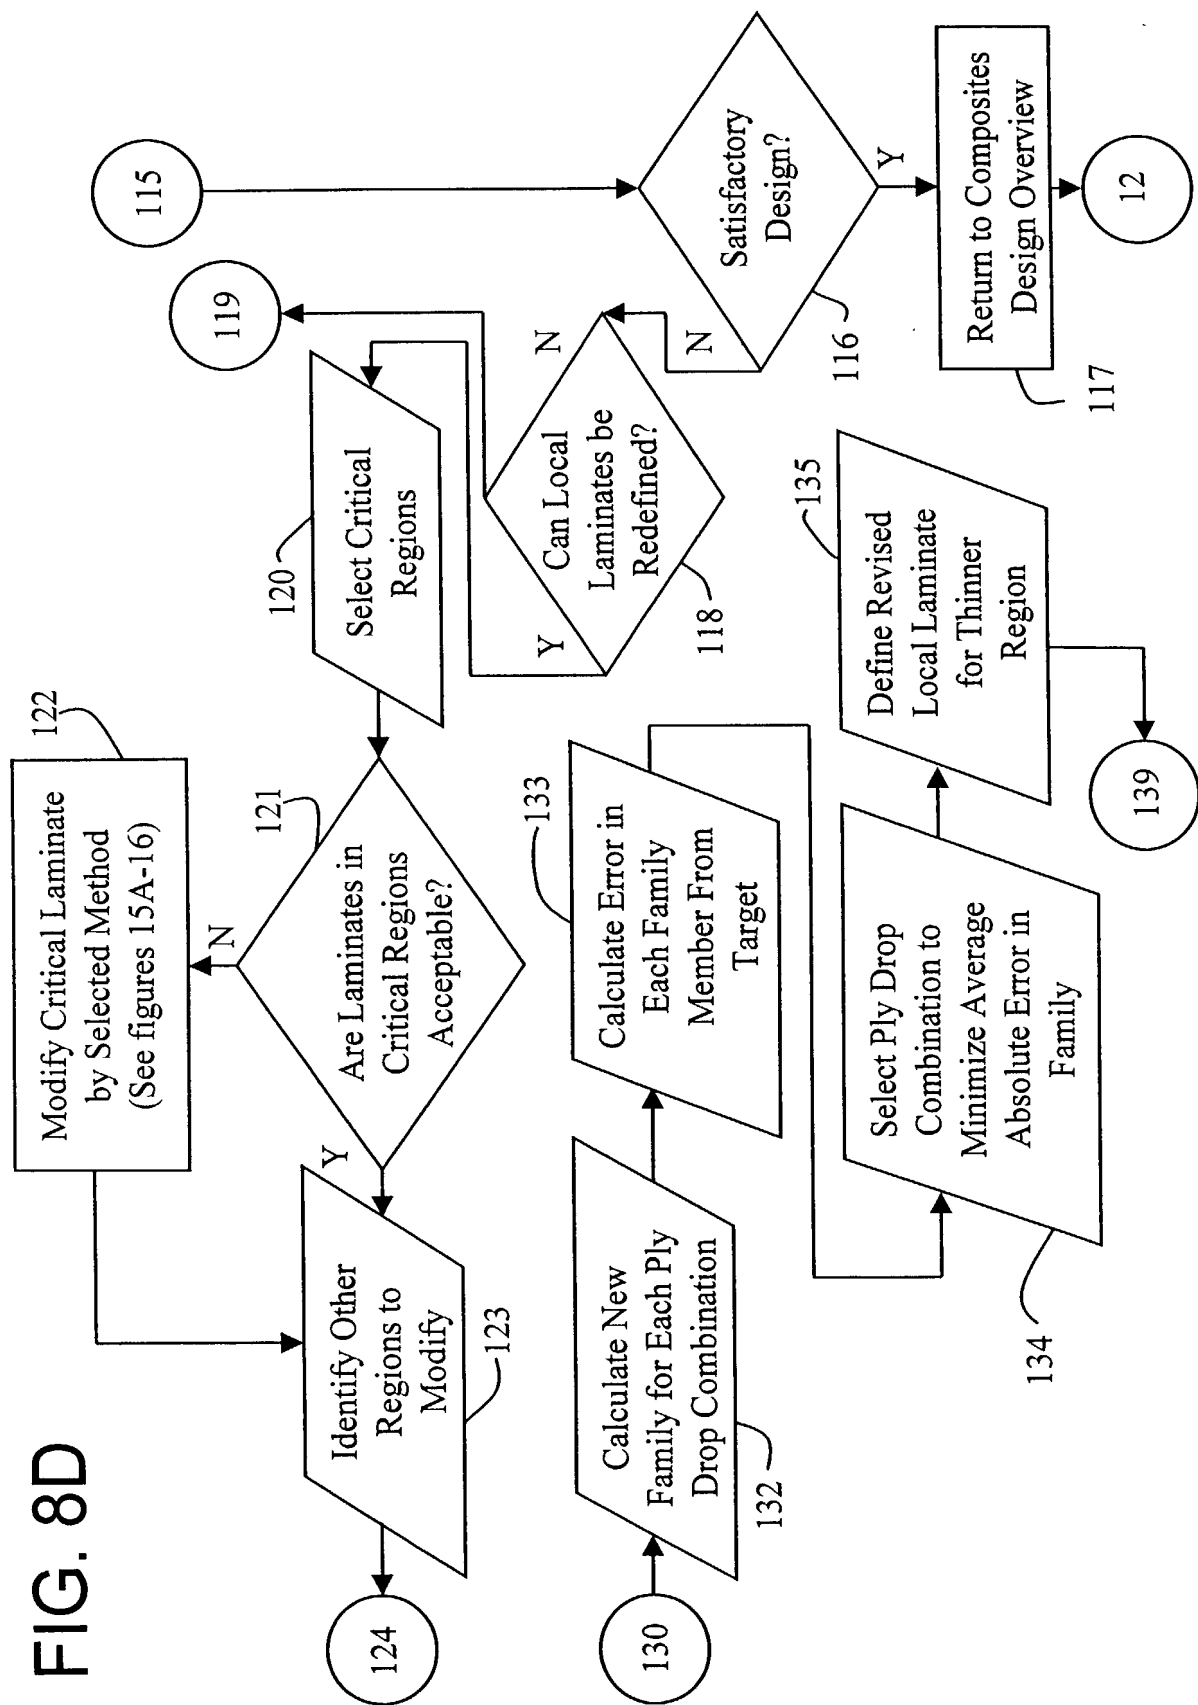 FIG. 8D
115
119
Satisfactory
Design?
116
N
Y
Return to Composites
Design Overview
117
12
Can Local
Laminates be
Redefined?
118
N
Y
Select Critical
Regions
120
Are Laminates in
Critical Regions
Acceptable?
121
N
Y
Modify Critical Laminate
by Selected Method
(See figures 15A-16)
122
Identify Other
Regions to
Modify
123
124
130
Calculate New
Family for Each Ply
Drop Combination
132
Calculate Error in
Each Family
Member From
Target
133
Select Ply Drop
Combination to
Minimize Average
Absolute Error in
Family
134
Define Revised
Local Laminate
for Thinner
Region
135
139